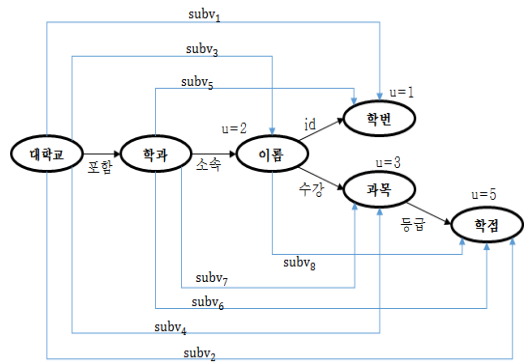 subv1
subv3
subv5
u=1
u=2
id
학번
대학교
포함
학과
소속
이름
u=3
수강
과목
u=5
등급
학점
subv8
subv7
subv6
subv4
subv2